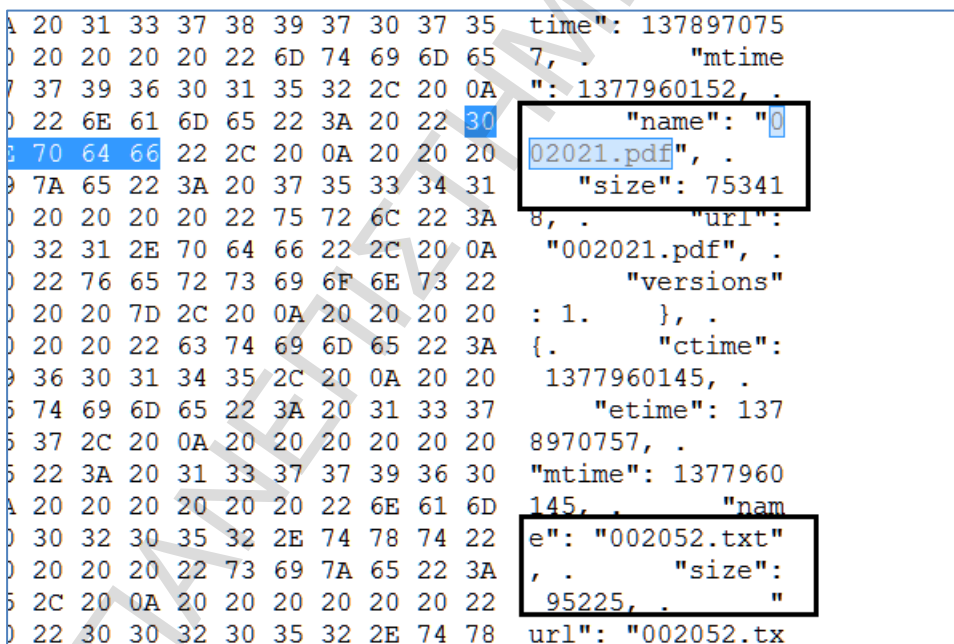 20 31 33 37 38 39 37 30 37 35 time": 137897075
20 20 20 20 22 6D 74 69 6D 65 7, . "mtime
37 39 36 30 31 35 32 2C 20 0A ": 1377960152, .
22 6E 61 6D 65 22 3A 20 22 30 "name": "0
70 64 66 22 2C 20 0A 20 20 20 02021.pdf", .
7A 65 22 3A 20 37 35 33 34 31 "size": 75341
20 20 20 20 20 22 75 72 6C 22 3A 8, . "url":
32 31 2E 70 64 66 22 2C 20 0A "002021.pdf", .
22 76 65 72 73 69 6F 6E 73 22 "versions"
20 20 7D 2C 20 0A 20 20 20 20 : 1. }, .
20 20 22 63 74 69 6D 65 22 3A {. "ctime":
36 30 31 34 35 2C 20 0A 20 20 1377960145, .
74 69 6D 65 22 3A 20 31 33 37 "etime": 137
37 2C 20 0A 20 20 20 20 20 20 8970757, .
22 3A 20 31 33 37 37 39 36 30 "mtime": 1377960
20 20 20 20 20 20 22 6E 61 6D 145, . "nam
30 32 30 35 32 2E 74 78 74 22 e": "002052.txt"
20 20 20 22 73 69 7A 65 22 3A , . "size":
2C 20 0A 20 20 20 20 20 20 22 95225, . "
22 30 30 32 30 35 32 2E 74 78 url": "002052.tx
ΠΑΝΕΠΙΣΤΗΜ